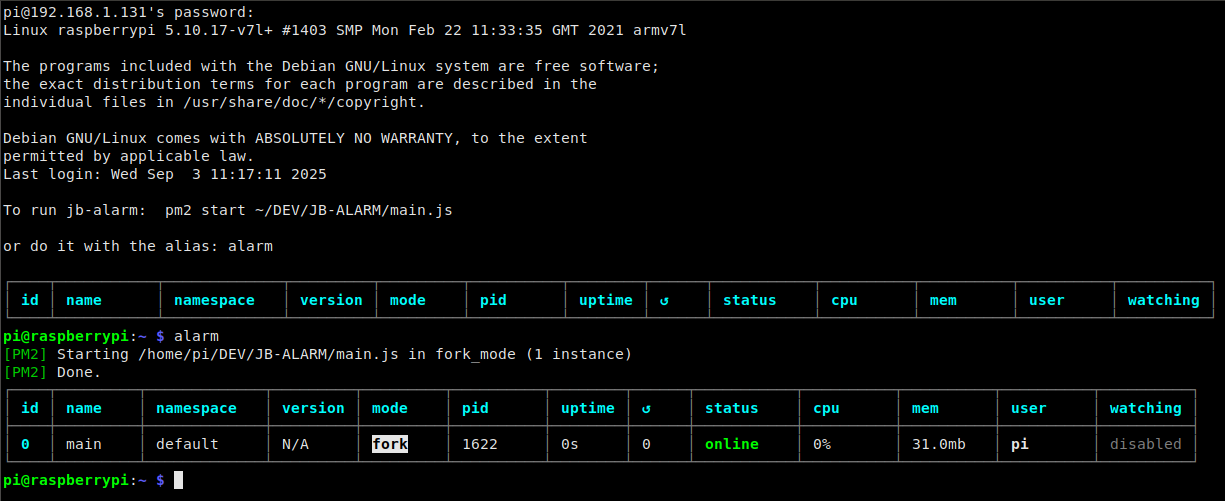 pi@192.168.1.131's password:
Linux raspberrypi 5.10.17-v7l+ #1403 SMP Mon Feb 22 11:33:35 GMT 2021 armv7l
The programs included with the Debian GNU/Linux system are free software;
the exact distribution terms for each program are described in the
individual files in /usr/share/doc/*/copyright.
Debian GNU/Linux comes with ABSOLUTELY NO WARRANTY, to the extent
permitted by applicable law.
Last login: Wed Sep  3 11:17:11 2025
To run jb-alarm:  pm2 start ~/DEV/JB-ALARM/main.js
or do it with the alias: alarm
│ id │ name │ namespace │ version │ mode │ pid │ uptime │ ↺ │ status │ cpu │ mem │ user │ watching │
pi@raspberrypi:~ $ alarm
[PM2] Starting /home/pi/DEV/JB-ALARM/main.js in fork_mode (1 instance)
[PM2] Done.
│ id │ name │ namespace │ version │ mode │ pid │ uptime │ ↺ │ status │ cpu │ mem │ user │ watching │
│ 0 │ main │ default │ N/A │ fork │ 1622 │ 0s │ 0 │ online │ 0% │ 31.0mb │ pi │ disabled │
pi@raspberrypi:~ $